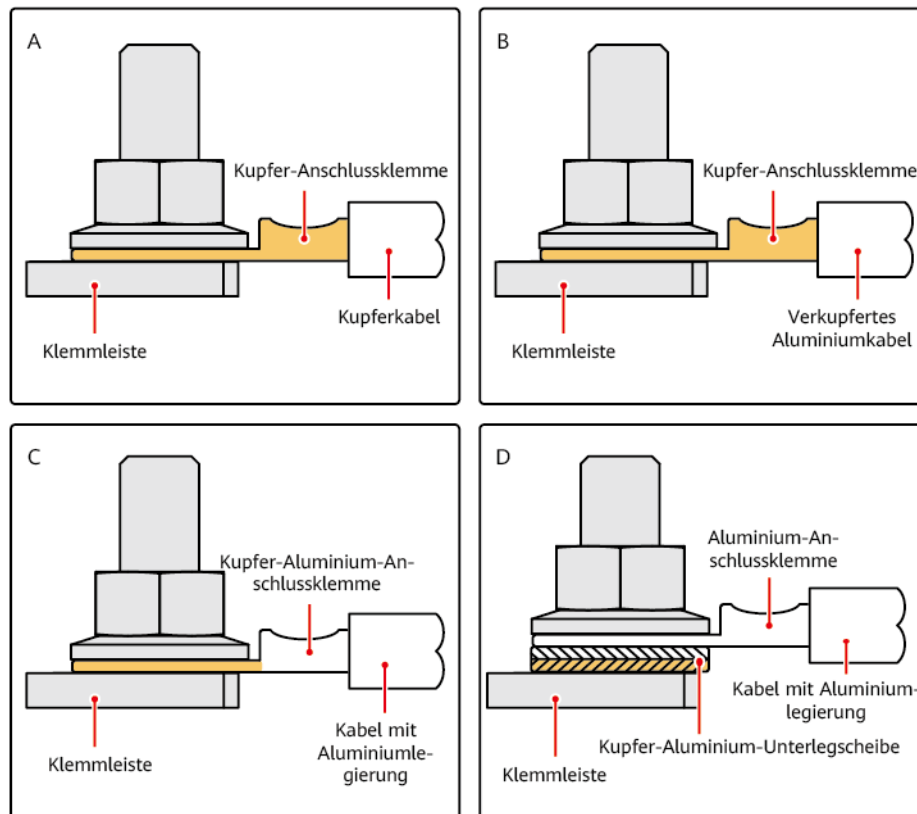 A
Kupfer-Anschlussklemme
Kupferkabel
Klemmleiste
B
Kupfer-Anschlussklemme
Verkupfertes
Aluminiumkabel
Klemmleiste
C
Kupfer-Aluminium-An-
schlussklemme
Kabel mit
Aluminiumle-
gierung
Klemmleiste
D
Aluminium-An-
schlussklemme
Kabel mit Aluminium-
legierung
Kupfer-Aluminium-Unterlegscheibe
Klemmleiste